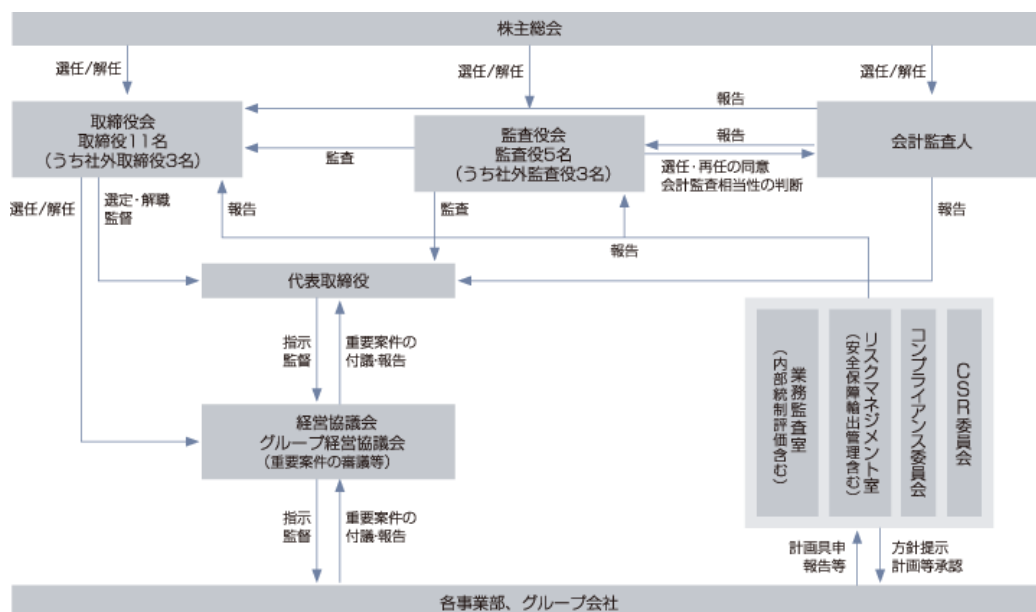 株主総会
選任/解任
選任/解任
選任/解任
取締役会
取締役11名
(うち社外取締役3名)
監査役会
監査役5名
(うち社外監査役3名)
会計監査人
報告
報告
監査
選任・再任の同意
会計監査相当性の判断
選任/解任
選定・解職
監督
報告
監査
報告
報告
代表取締役
指示
監督
重要案件の
付議・報告
経営協議会
グループ経営協議会
(重要案件の審議等)
業務監査室
(内部統制評価含む)
リスクマネジメント室
(安全保障輸出管理含む)
コンプライアンス委員会
CSR委員会
指示
監督
重要案件の
付議・報告
計画具申
報告等
方針提示
計画等承認
各事業部、グループ会社